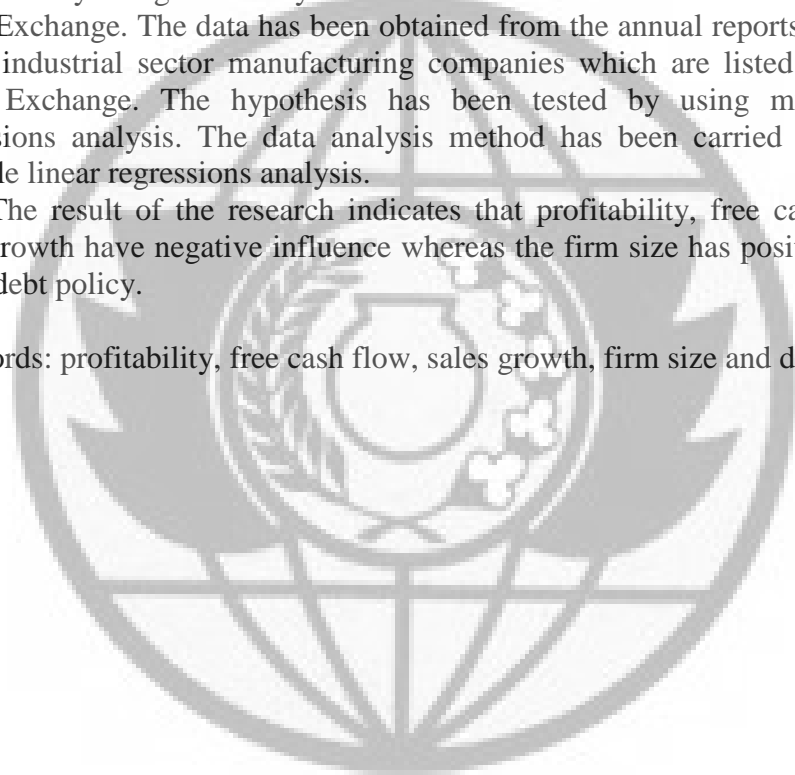 Exchange. The data has been obtained from the annual reports
industrial sector manufacturing companies which are listed
Exchange. The hypothesis has been tested by using m
sions analysis. The data analysis method has been carried
le linear regressions analysis.
The result of the research indicates that profitability, free ca
rowth have negative influence whereas the firm size has posit
debt policy.
ords: profitability, free cash flow, sales growth, firm size and d